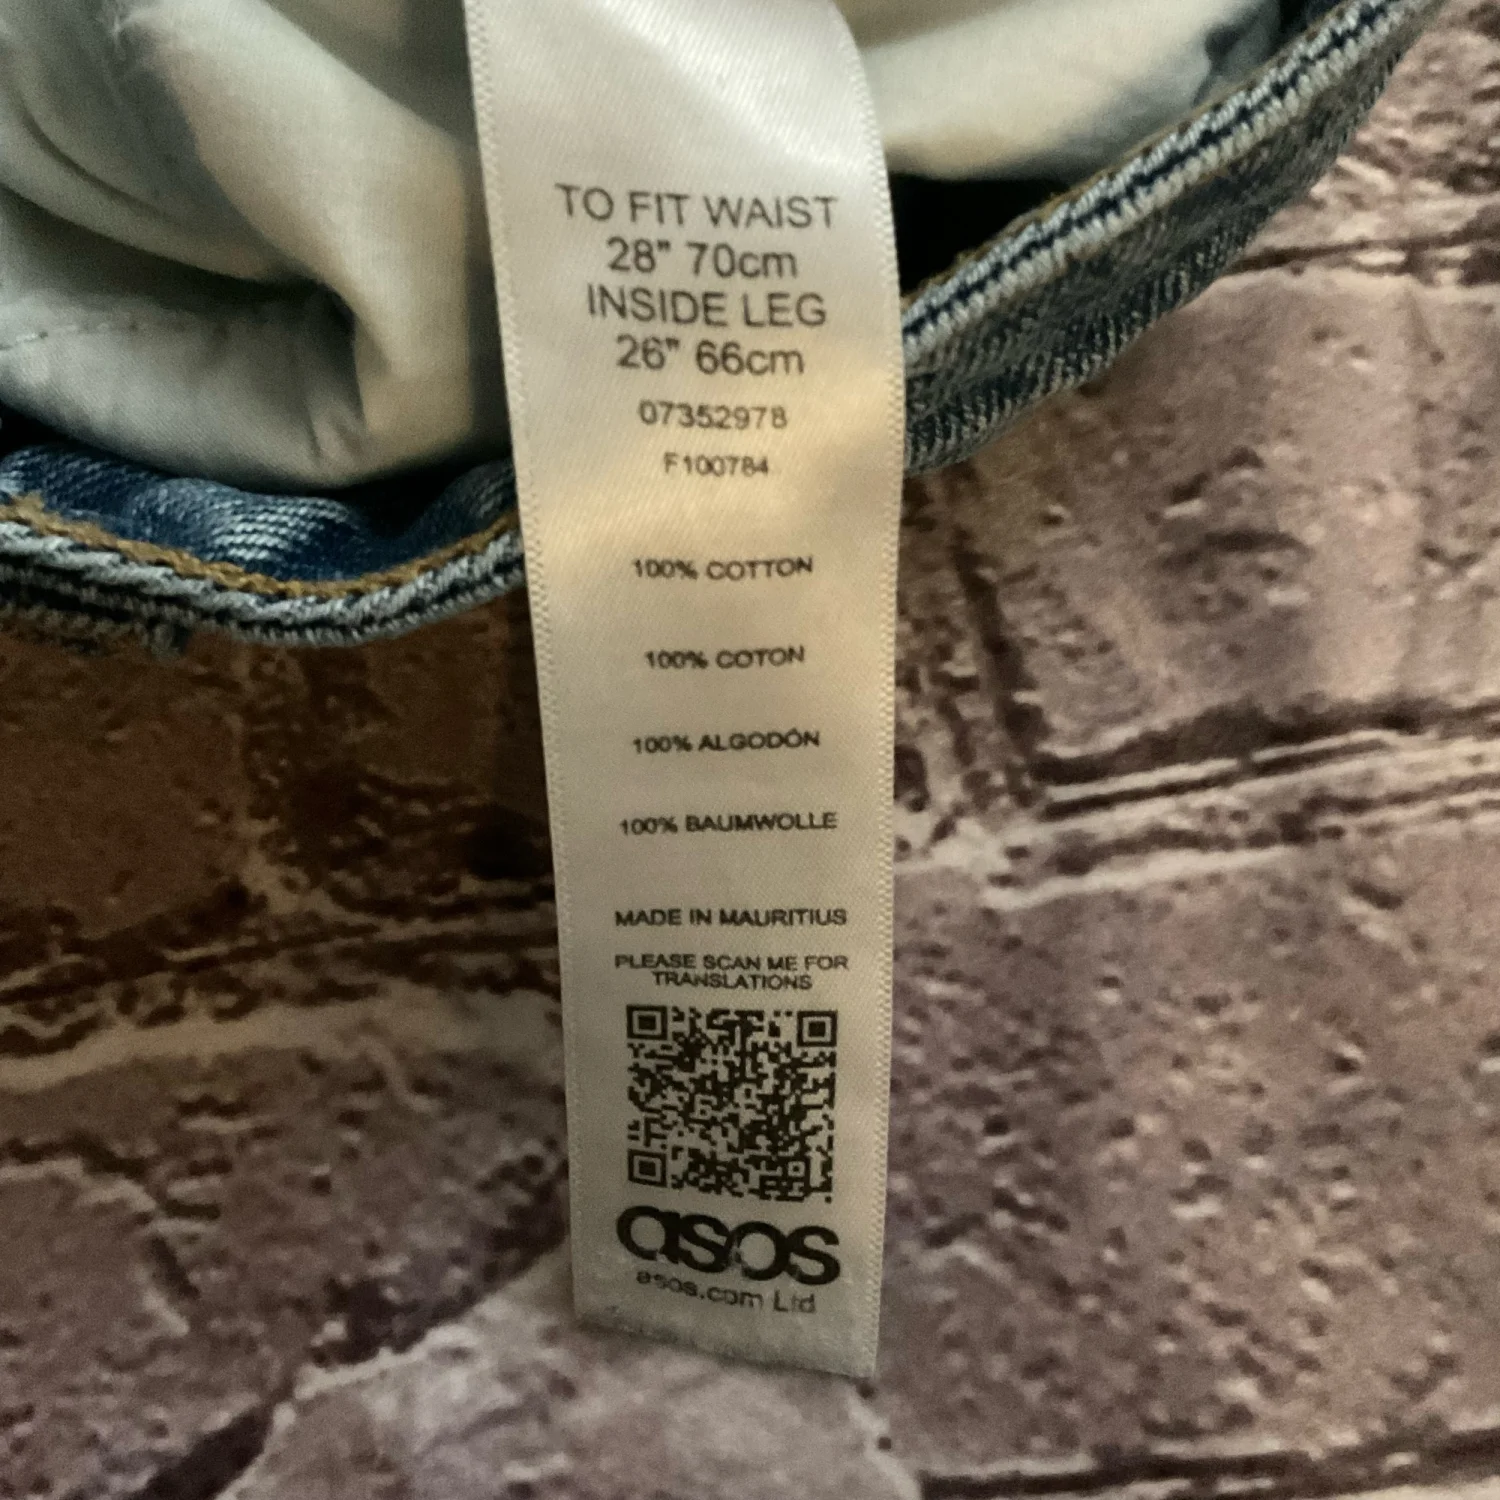 TO FIT WAIST
28" 70cm
INSIDE LEG
26" 66cm
07352978
F100784
100% COTTON
100% COTON
100% ALGODÓN
100% BAUMWOLLE
MADE IN MAURITIUS
PLEASE SCAN ME FOR
TRANSLATIONS
asos
asos.com Ltd